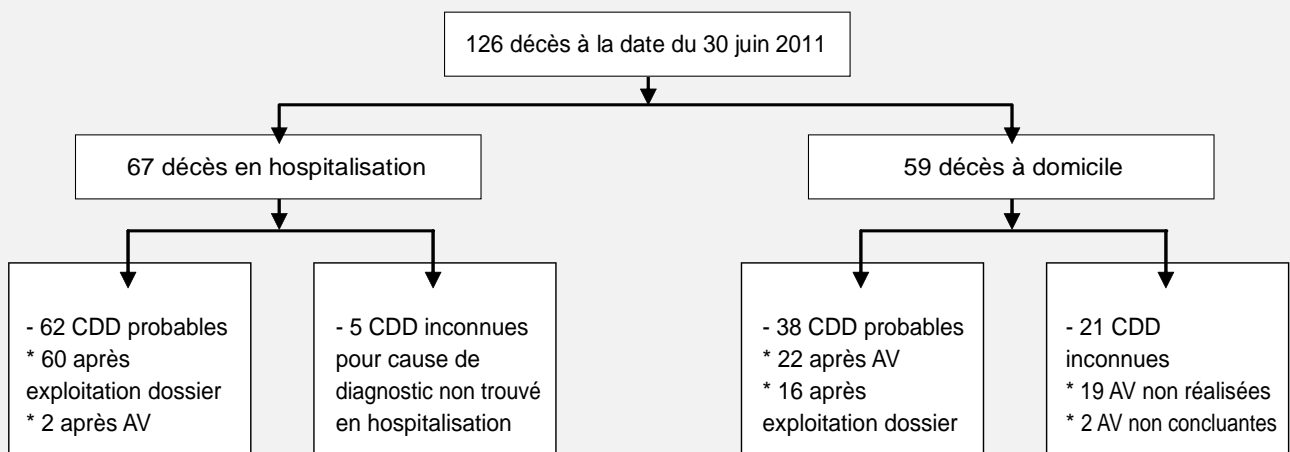 126 décès à la date du 30 juin 2011
67 décès en hospitalisation
59 décès à domicile
- 62 CDD probables
* 60 après
exploitation dossier
* 2 après AV
- 5 CDD inconnues
pour cause de
diagnostic non trouvé
en hospitalisation
- 38 CDD probables
* 22 après AV
* 16 après
exploitation dossier
- 21 CDD
inconnues
* 19 AV non réalisées
* 2 AV non concluantes